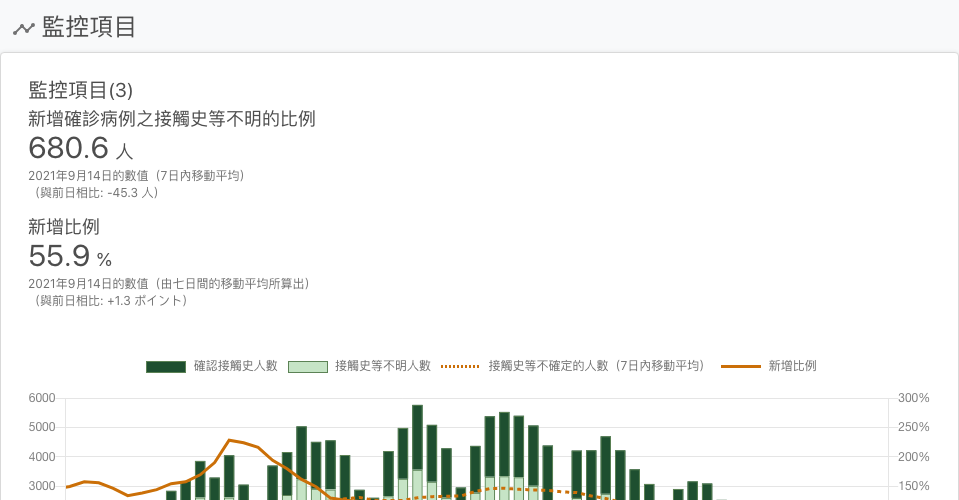 監控項目
監控項目(3)
新增確診病例之接觸史等不明的比例
680.6 人
2021年9月14日的數值（7日內移動平均）
（與前日相比: -45.3 人）
新增比例
55.9 %
2021年9月14日的數值（由七日間的移動平均所算出）
（與前日相比: +1.3 ポイント）
確認接觸史人數 接觸史等不明人數 接觸史等不確定的人數（7日內移動平均） 新增比例
6000 300%
5000 250%
4000 200%
3000 150%